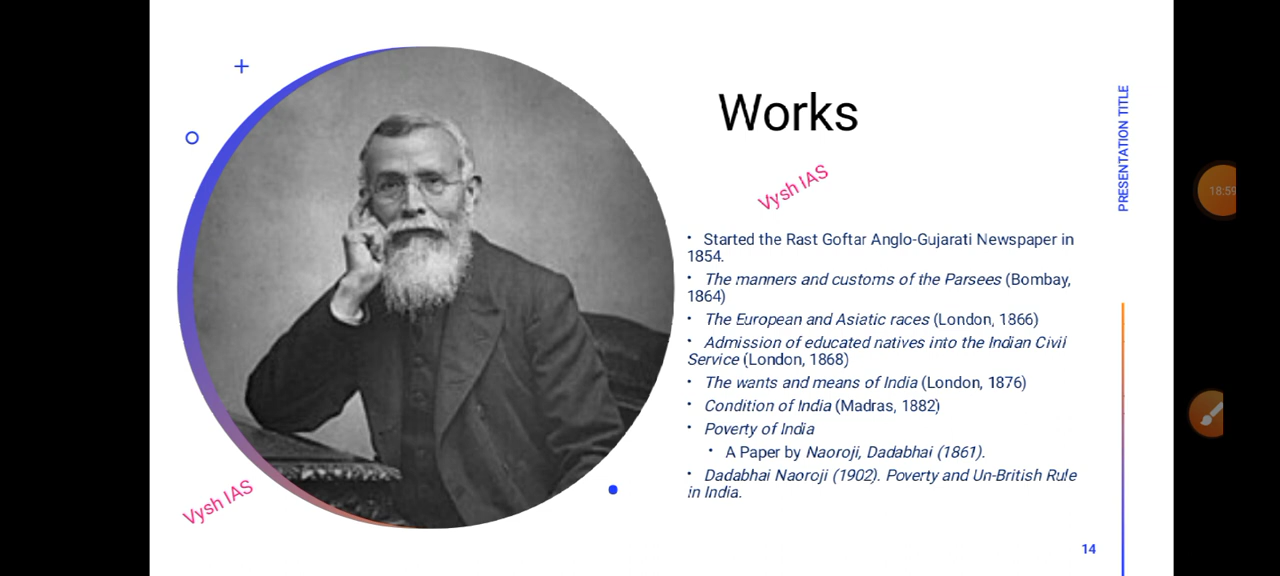 Works
Vysh IAS
PRESENTATION TITLE
• Started the Rast Goftar Anglo-Gujarati Newspaper in
1854.
• The manners and customs of the Parsees (Bombay,
1864)
• The European and Asiatic races (London, 1866)
• Admission of educated natives into the Indian Civil
Service (London, 1868)
• The wants and means of India (London, 1876)
• Condition of India (Madras, 1882)
• Poverty of India
• A Paper by Naoroji, Dadabhai (1861).
• Dadabhai Naoroji (1902). Poverty and Un-British Rule
in India.
Vysh IAS
14
18:59